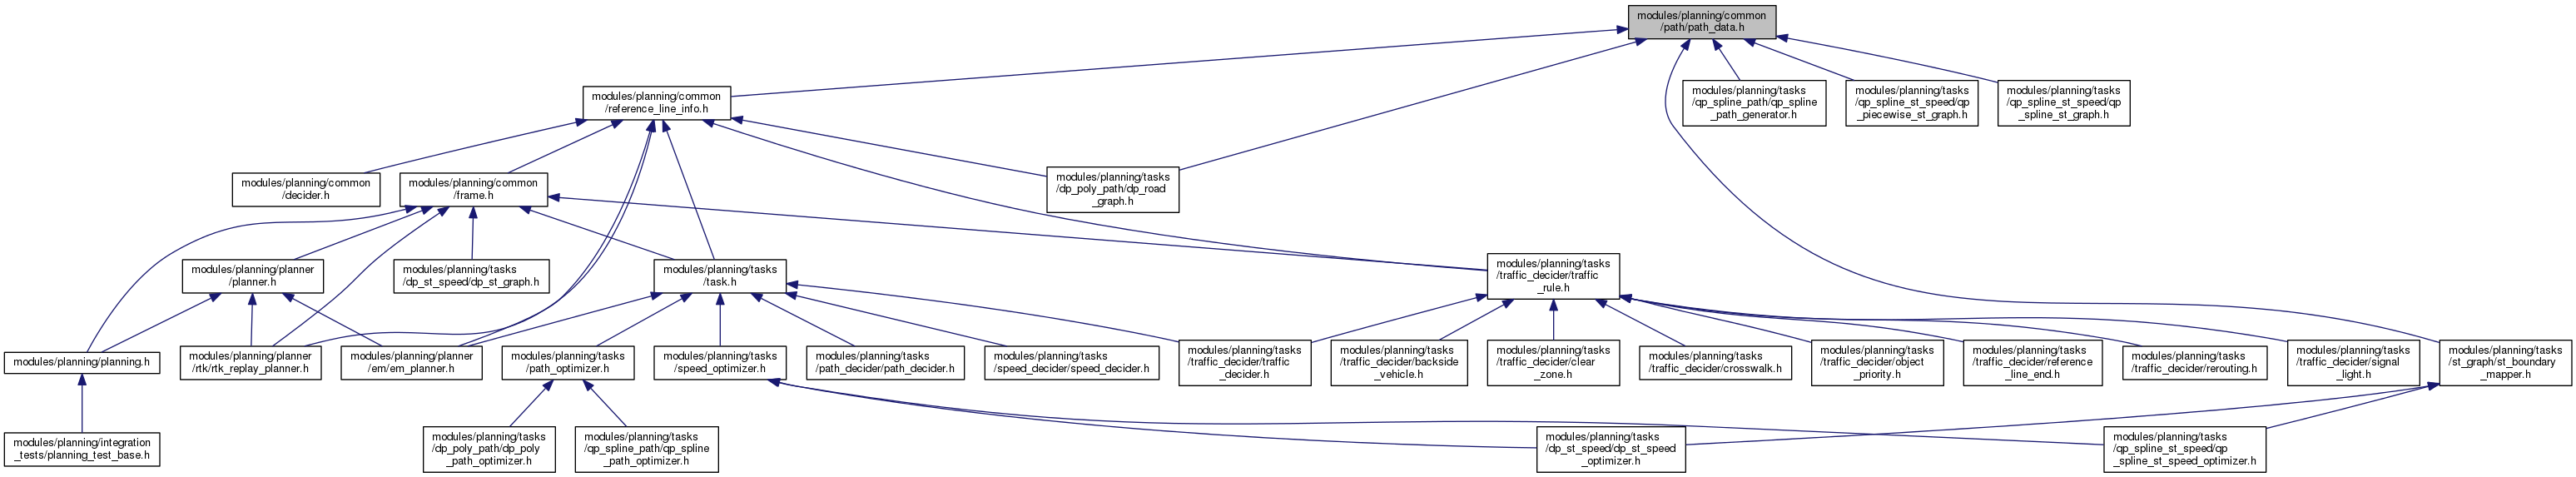 modules/planning/common
/path/path_data.h
modules/planning/common
/reference_line_info.h
modules/planning/tasks
/qp_spline_path/qp_spline
_path_generator.h
modules/planning/tasks
/qp_spline_st_speed/qp
_piecewise_st_graph.h
modules/planning/tasks
/qp_spline_st_speed/qp
_spline_st_graph.h
modules/planning/common
/decider.h
modules/planning/common
/frame.h
modules/planning/tasks
/dp_poly_path/dp_road
_graph.h
modules/planning/planner
/planner.h
modules/planning/tasks
/dp_st_speed/dp_st_graph.h
modules/planning/tasks
/task.h
modules/planning/tasks
/traffic_decider/traffic
_rule.h
modules/planning/planning.h
modules/planning/planner
/rtk/rtk_replay_planner.h
modules/planning/planner
/em/em_planner.h
modules/planning/tasks
/path_optimizer.h
modules/planning/tasks
/speed_optimizer.h
modules/planning/tasks
/path_decider/path_decider.h
modules/planning/tasks
/speed_decider/speed_decider.h
modules/planning/tasks
/traffic_decider/traffic
_decider.h
modules/planning/tasks
/traffic_decider/backside
_vehicle.h
modules/planning/tasks
/traffic_decider/clear
_zone.h
modules/planning/tasks
/traffic_decider/crosswalk.h
modules/planning/tasks
/traffic_decider/object
_priority.h
modules/planning/tasks
/traffic_decider/reference
_line_end.h
modules/planning/tasks
/traffic_decider/rerouting.h
modules/planning/tasks
/traffic_decider/signal
_light.h
modules/planning/tasks
/st_graph/st_boundary
_mapper.h
modules/planning/integration
_tests/planning_test_base.h
modules/planning/tasks
/dp_poly_path/dp_poly
_path_optimizer.h
modules/planning/tasks
/qp_spline_path/qp_spline
_path_optimizer.h
modules/planning/tasks
/dp_st_speed/dp_st_speed
_optimizer.h
modules/planning/tasks
/qp_spline_st_speed/qp
_spline_st_speed_optimizer.h